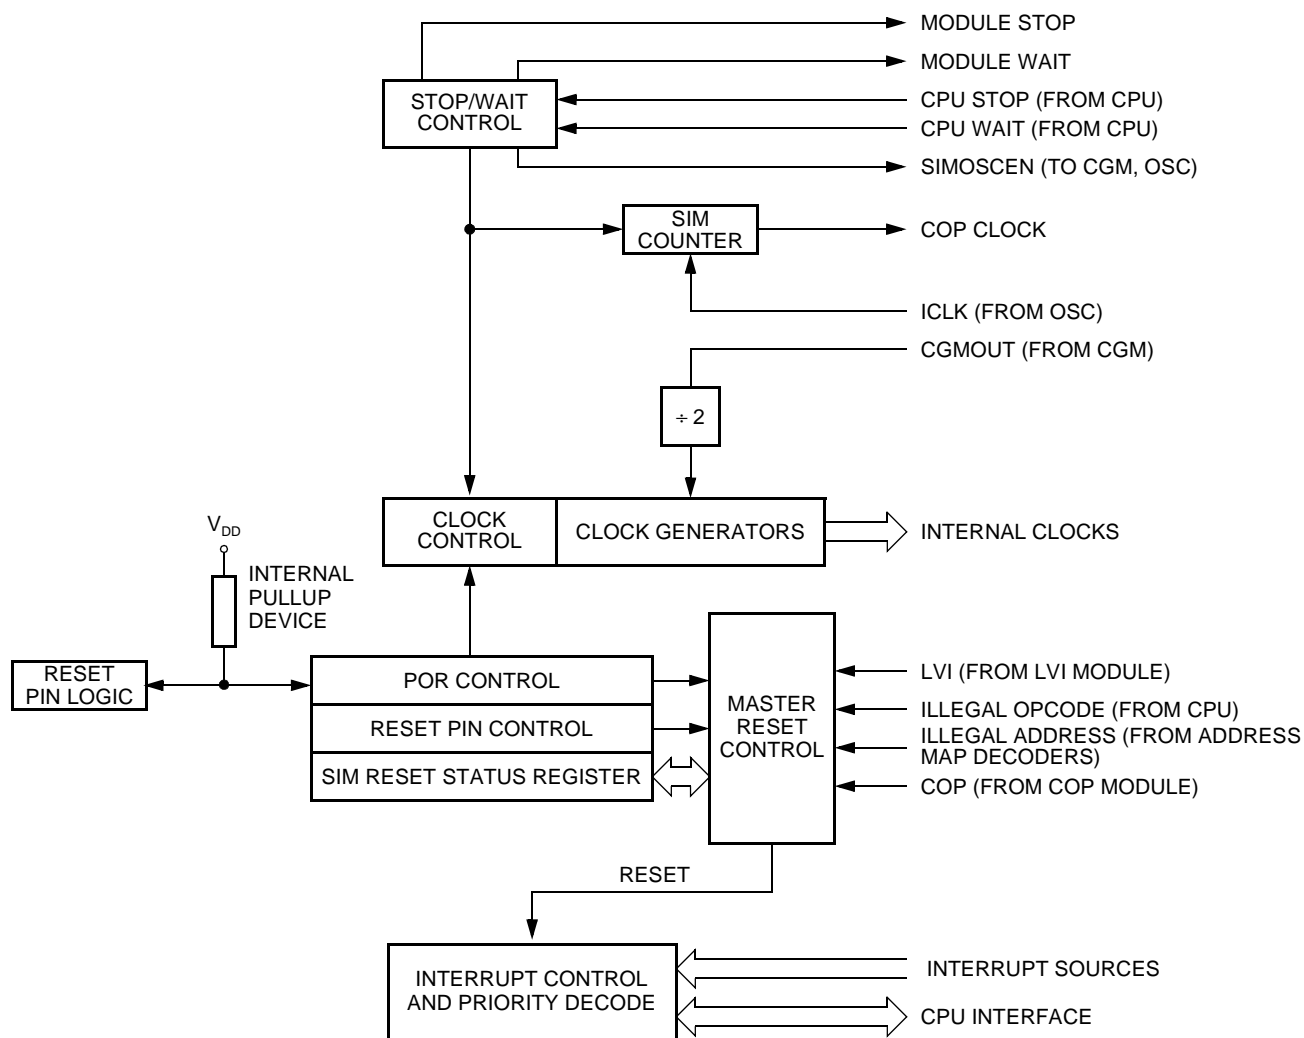 MODULE STOP
MODULE WAIT
STOP/WAIT
CONTROL
CPU STOP (FROM CPU)
CPU WAIT (FROM CPU)
SIMOSCEN (TO CGM, OSC)
SIM
COUNTER
COP CLOCK
ICLK (FROM OSC)
CGMOUT (FROM CGM)
÷ 2
CLOCK
CONTROL
CLOCK GENERATORS
INTERNAL CLOCKS
VDD
INTERNAL
PULLUP
DEVICE
RESET
PIN LOGIC
POR CONTROL
RESET PIN CONTROL
SIM RESET STATUS REGISTER
MASTER
RESET
CONTROL
LVI (FROM LVI MODULE)
ILLEGAL OPCODE (FROM CPU)
ILLEGAL ADDRESS (FROM ADDRESS
MAP DECODERS)
COP (FROM COP MODULE)
RESET
INTERRUPT CONTROL
AND PRIORITY DECODE
INTERRUPT SOURCES
CPU INTERFACE